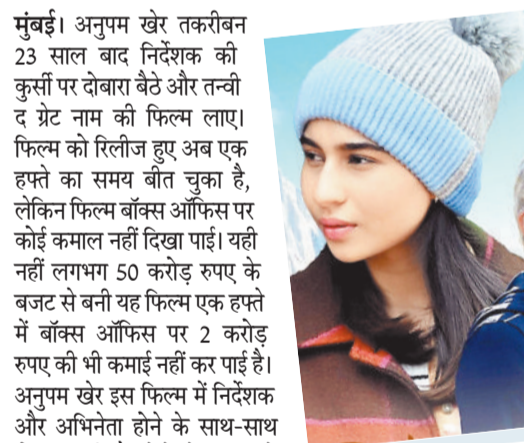 मुंबई। अनुपम खेर तकरीबन
23 साल बाद निर्देशक की
कुर्सी पर दोबारा बैठे और तन्वी
द ग्रेट नाम की फिल्म लाए।
फिल्म को रिलीज हुए अब एक
हफ्ते का समय बीत चुका है,
लेकिन फिल्म बॉक्स ऑफिस पर
कोई कमाल नहीं दिखा पाई। यही
नहीं लगभग 50 करोड़ रुपए के
बजट से बनी यह फिल्म एक हफ्ते
में बॉक्स ऑफिस पर 2 करोड़
रुपए की भी कमाई नहीं कर पाई है।
अनुपम खेर इस फिल्म में निर्देशक
और अभिनेता होने के साथ-साथ